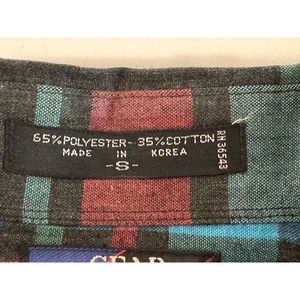 65% POLYESTER- 35% COTTON
MADE IN KOREA
-S-
RN 36543